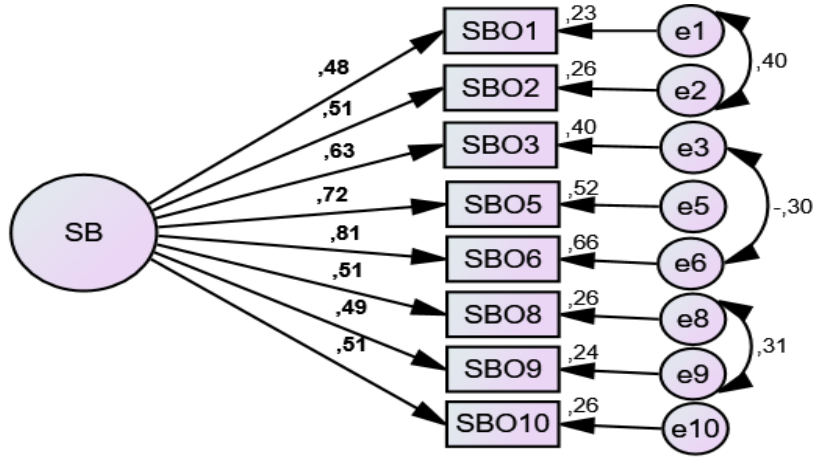 ,23
SBO1
e1
,48
,40
,26
SBO2
e2
,51
,40
SBO3
e3
,63
,72
,52
SBO5
e5
-,30
SB
,81
,66
SBO6
e6
,51
,26
SBO8
e8
,49
,31
,24
SBO9
e9
,51
,26
SBO10
e10